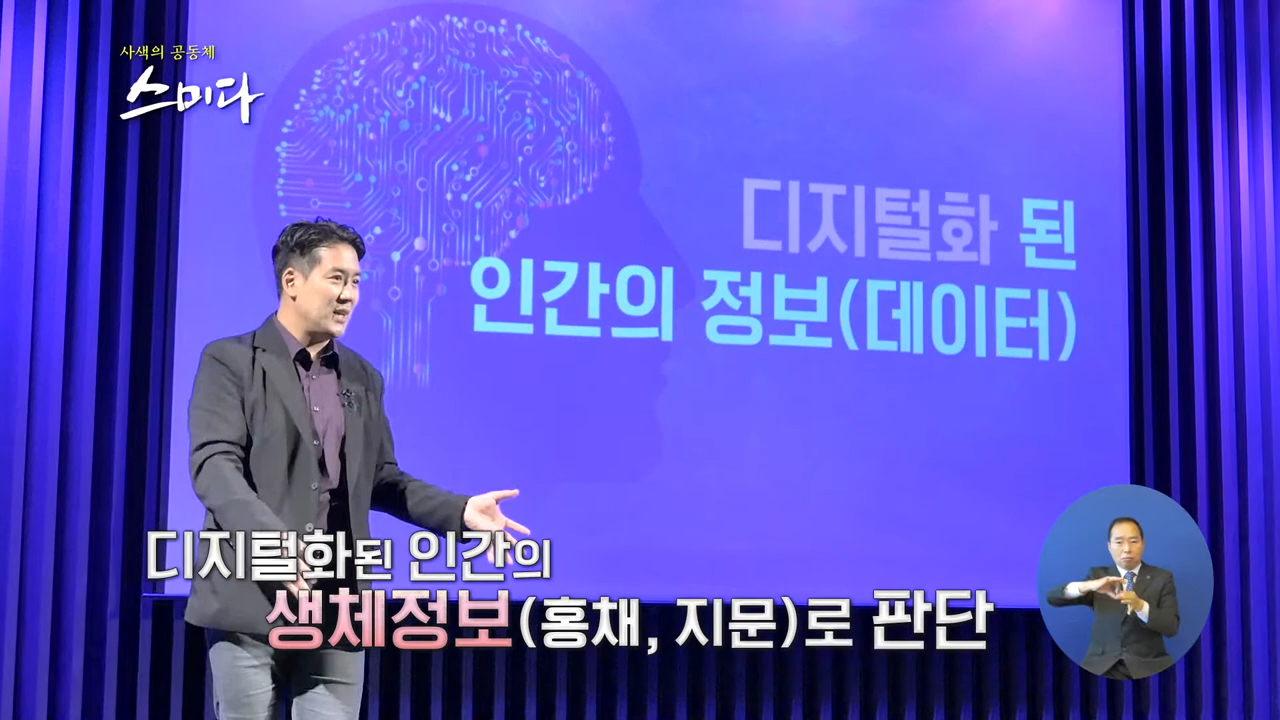 사색의 공동체
스미다
디지털화 된
인간의 정보(데이터)
디지털화된 인간의
생체정보(홍채, 지문)로 판단